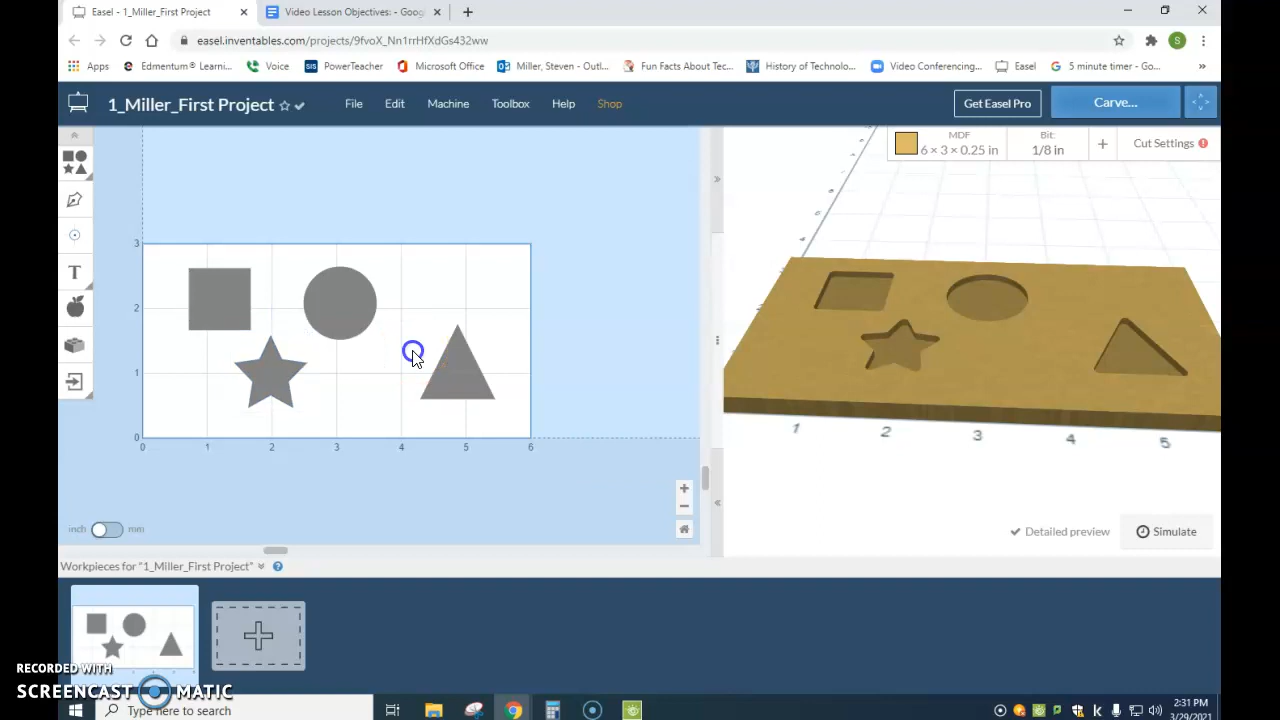 Easel - 1_Miller_First Project
Video Lesson Objectives: - Goog
easel.inventables.com/projects/9fvoX_Nn1rrHfXdGs432ww
S
Apps
Edmentum® Learni...
Voice
SIS PowerTeacher
Microsoft Office
Miller, Steven - Outl...
Fun Facts About Tec...
History of Technolo...
Video Conferencing...
Easel
5 minute timer - Go...
1_Miller_First Project
File
Edit
Machine
Toolbox
Help
Shop
Get Easel Pro
Carve...
MDF
6 × 3 × 0.25 in
Bit:
1/8 in
Cut Settings
T
3
2
1
0
0 1 2 3 4 5 6
1 2 3 4 5
inch mm
Detailed preview
Simulate
Workpieces for "1_Miller_First Project"
RECORDED WITH
SCREENCAST MATIC
Type here to search
2:31 PM
3/29/2021